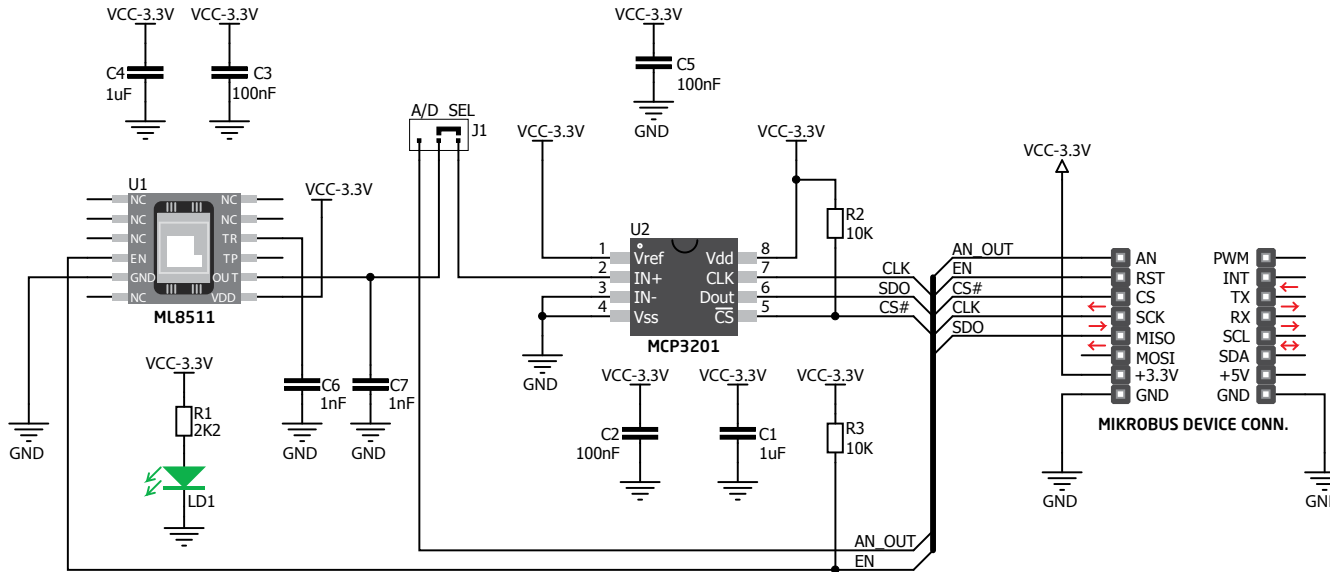 VCC-3.3V
VCC-3.3V
VCC-3.3V
C4
1uF
C3
100nF
C5
100nF
GND
A/D SEL
J1
VCC-3.3V
VCC-3.3V
VCC-3.3V
U1
VCC-3.3V
NC
NC
NC
EN
GND
NC
NC
NC
TR
TP
OUT
VDD
ML8511
R2
10K
U2
1
2
3
4
Vref
IN+
IN-
Vss
Vdd
CLK
Dout
CS
8
7
6
5
MCP3201
CLK
SDO
CS#
AN_OUT
EN
CS#
CLK
SDO
AN
RST
CS
SCK
MISO
MOSI
+3.3V
GND
PWM
INT
TX
RX
SCL
SDA
+5V
GND
MIKROBUS DEVICE CONN.
GND
VCC-3.3V
VCC-3.3V
VCC-3.3V
VCC-3.3V
R1
2K2
C6
1nF
C7
1nF
C2
100nF
C1
1uF
R3
10K
GND
GND
GND
LD1
GND
GND
AN_OUT
EN